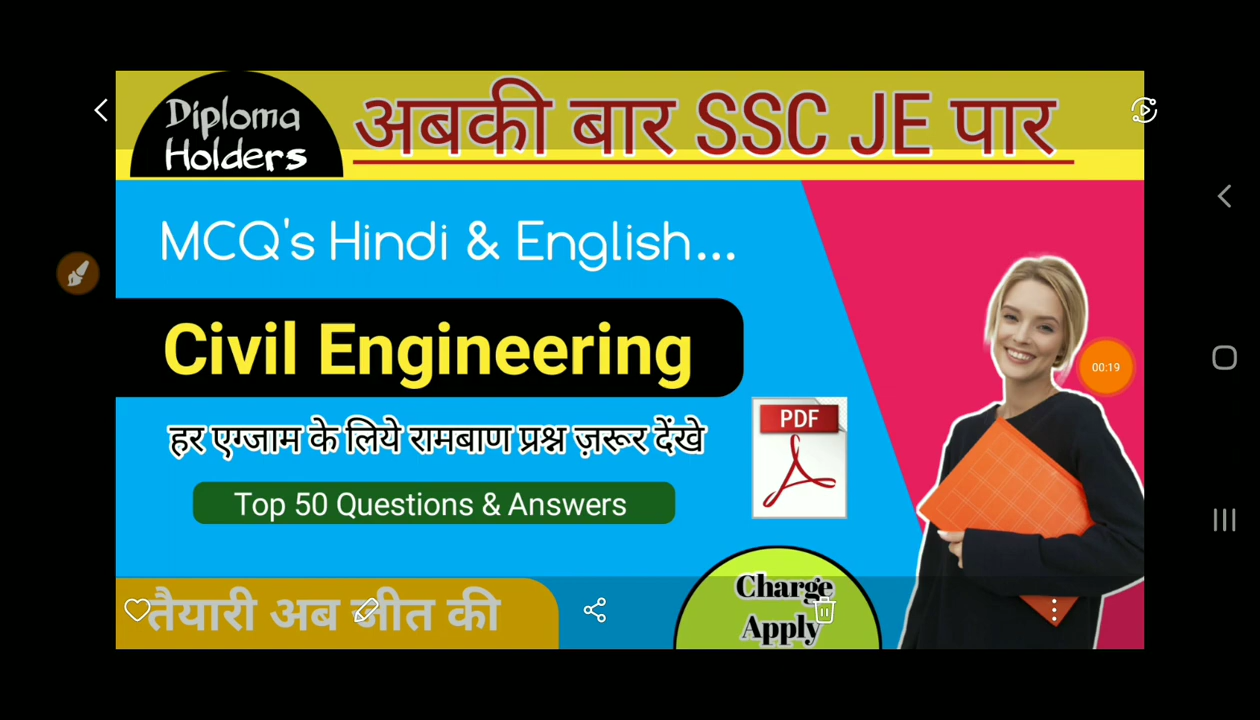 Diploma
Holders
अबकी बार SSC JE पार
MCQ's Hindi & English...
Civil Engineering
हर एग्जाम के लिये रामबाण प्रश्न ज़रूर देंखे
PDF
00:19
Top 50 Questions & Answers
तैयारी अब जीत की
Charge
Apply